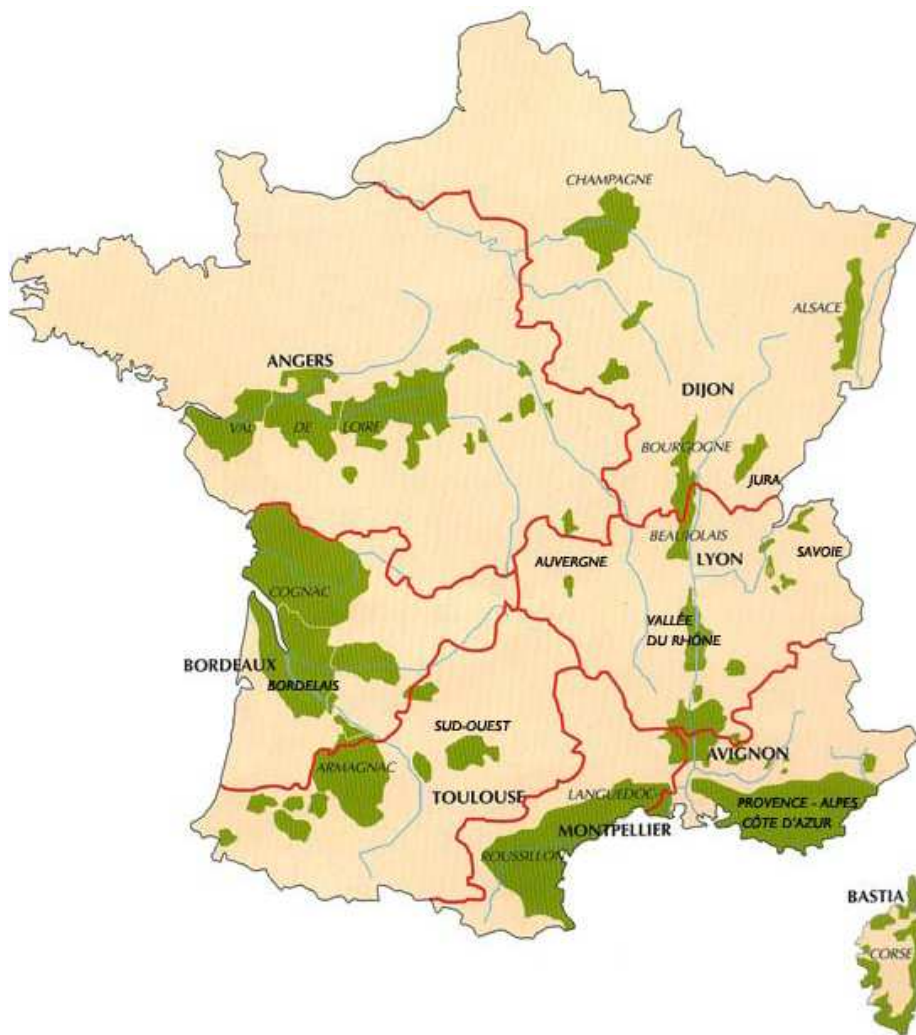 CHAMPAGNE
ALSACE
ANGERS
DIJON
VAL DE LOIRE
BOURGOGNE
JURA
BEAUJOLAIS
LYON
SAVOIE
AUVERGNE
COGNAC
VALLÉE
DU RHÔNE
BORDEAUX
BORDELAIS
SUD-OUEST
ARMAGNAC
AVIGNON
TOULOUSE
LANGUEDOC-
PROVENCE - ALPES
CÔTE D'AZUR
MONTPELLIER
ROUSSILLON
BASTIA
CORSE